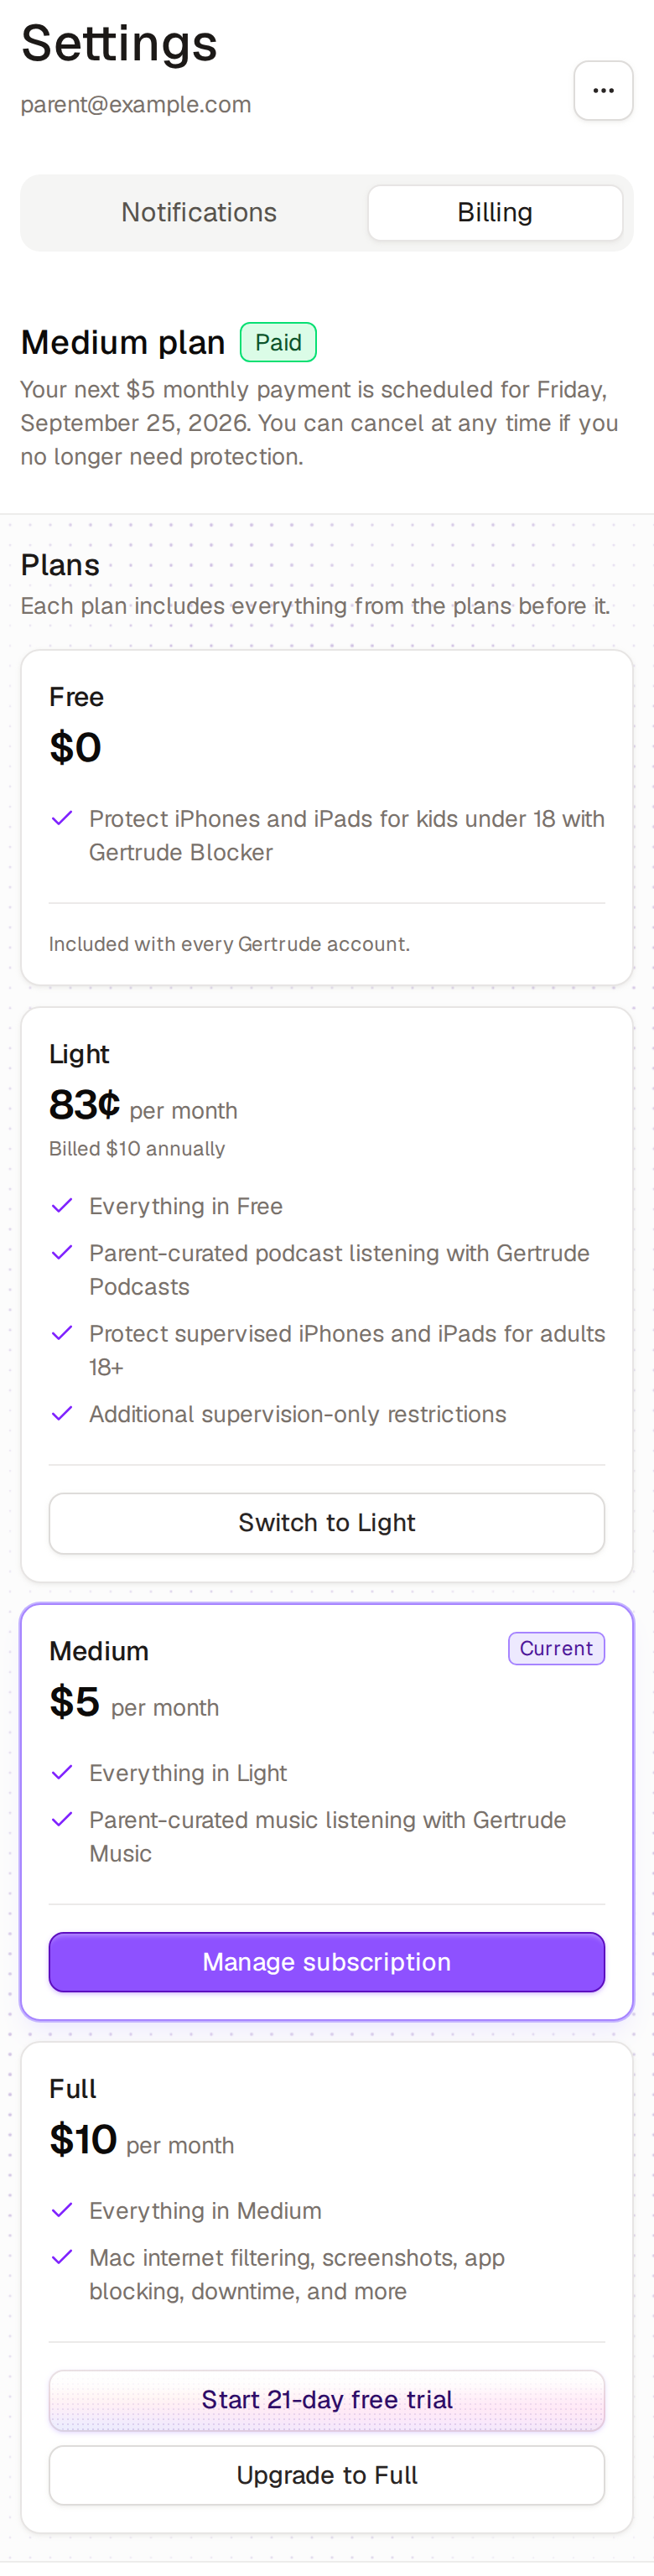 Settings
parent@example.com
Notifications
Billing
Medium plan
Paid
Your next $5 monthly payment is scheduled for Friday,
September 25, 2026. You can cancel at any time if you
no longer need protection.
Plans
Each plan includes everything from the plans before it.
Free
$0
Protect iPhones and iPads for kids under 18 with
Gertrude Blocker
Included with every Gertrude account.
Light
83¢ per month
Billed $10 annually
Everything in Free
Parent-curated podcast listening with Gertrude
Podcasts
Protect supervised iPhones and iPads for adults
18+
Additional supervision-only restrictions
Switch to Light
Medium
Current
$5 per month
Everything in Light
Parent-curated music listening with Gertrude
Music
Manage subscription
Full
$10 per month
Everything in Medium
Mac internet filtering, screenshots, app
blocking, downtime, and more
Start 21-day free trial
Upgrade to Full